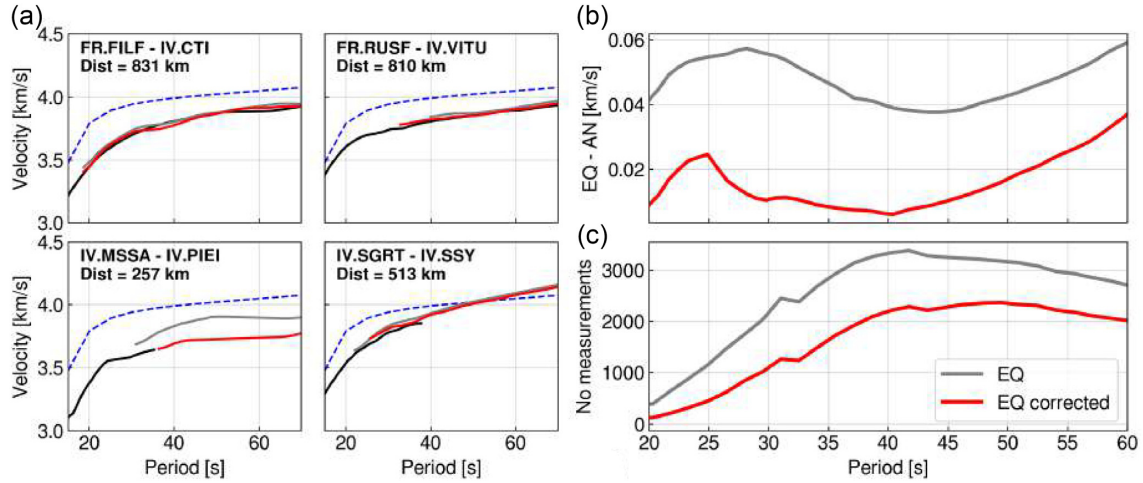 (a)
4.5
FR.FILF - IV.CTI
Dist = 831 km
FR.RUSF - IV.VITU
Dist = 810 km
4.0
3.5
3.0
Velocity [km/s]
4.5
IV.MSSA - IV.PIEI
Dist = 257 km
IV.SGRT - IV.SSY
Dist = 513 km
4.0
3.5
3.0
Velocity [km/s]
20 40 60
20 40 60
Period [s]
Period [s]
(b)
0.06
0.04
0.02
EQ - AN [km/s]
(c)
3000
2000
1000
0
No measurements
EQ
EQ corrected
20 25 30 35 40 45 50 55 60
Period [s]